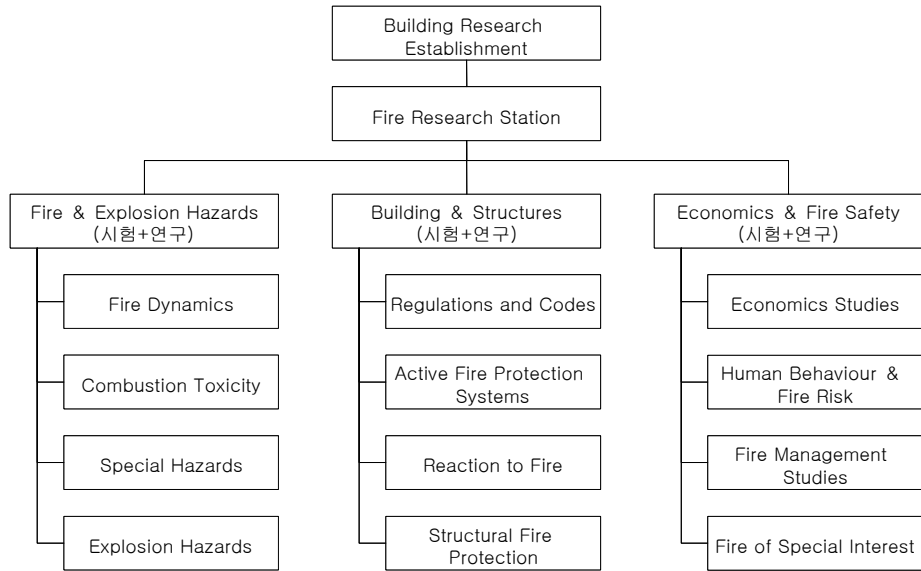 Building Research
Establishment
Fire Research Station
Fire & Explosion Hazards
(시험+연구)
Fire Dynamics
Combustion Toxicity
Special Hazards
Explosion Hazards
Building & Structures
(시험+연구)
Regulations and Codes
Active Fire Protection
Systems
Reaction to Fire
Structural Fire
Protection
Economics & Fire Safety
(시험+연구)
Economics Studies
Human Behaviour &
Fire Risk
Fire Management
Studies
Fire of Special Interest